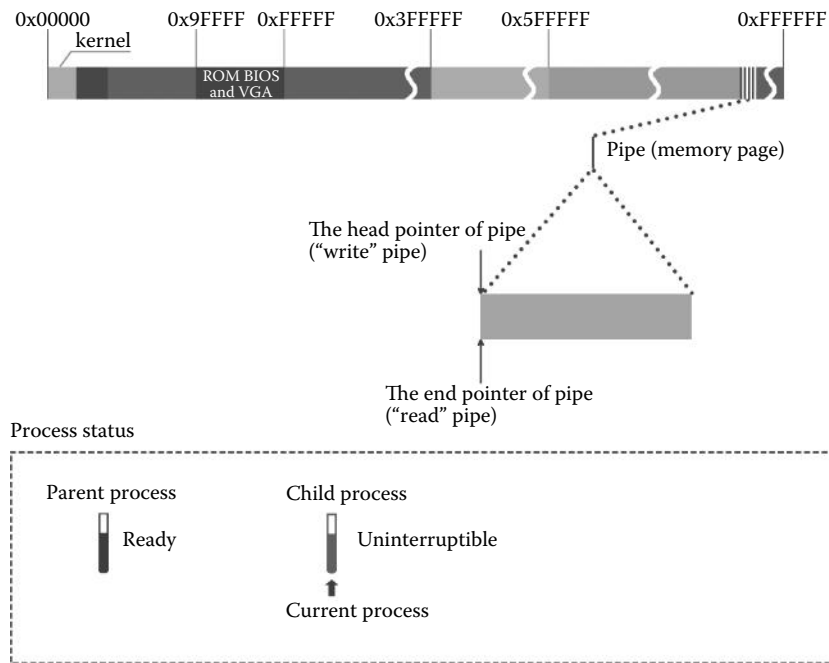 0x00000 0x9FFFF 0xFFFFF 0x3FFFFF 0x5FFFFF 0xFFFFFF
kernel
ROM BIOS
and VGA
Pipe (memory page)
The head pointer of pipe
(“write” pipe)
The end pointer of pipe
(“read” pipe)
Process status
Parent process Child process
Ready Uninterruptible
Current process